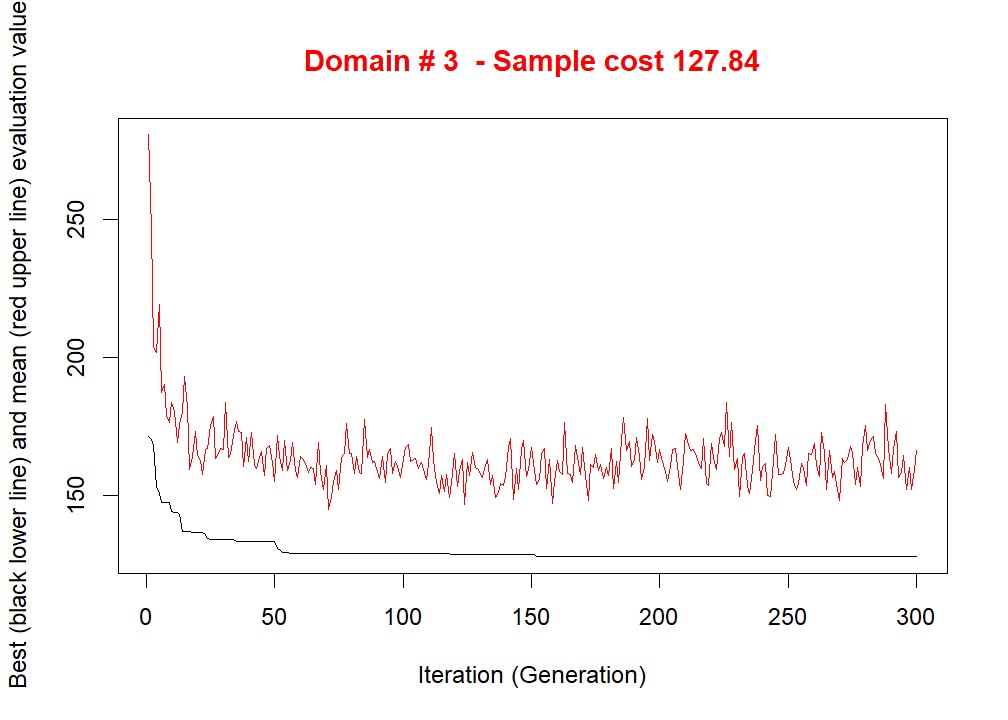 Domain # 3  - Sample cost 127.84
Best (black lower line) and mean (red upper line) evaluation value
250
200
150
0 50 100 150 200 250 300
Iteration (Generation)